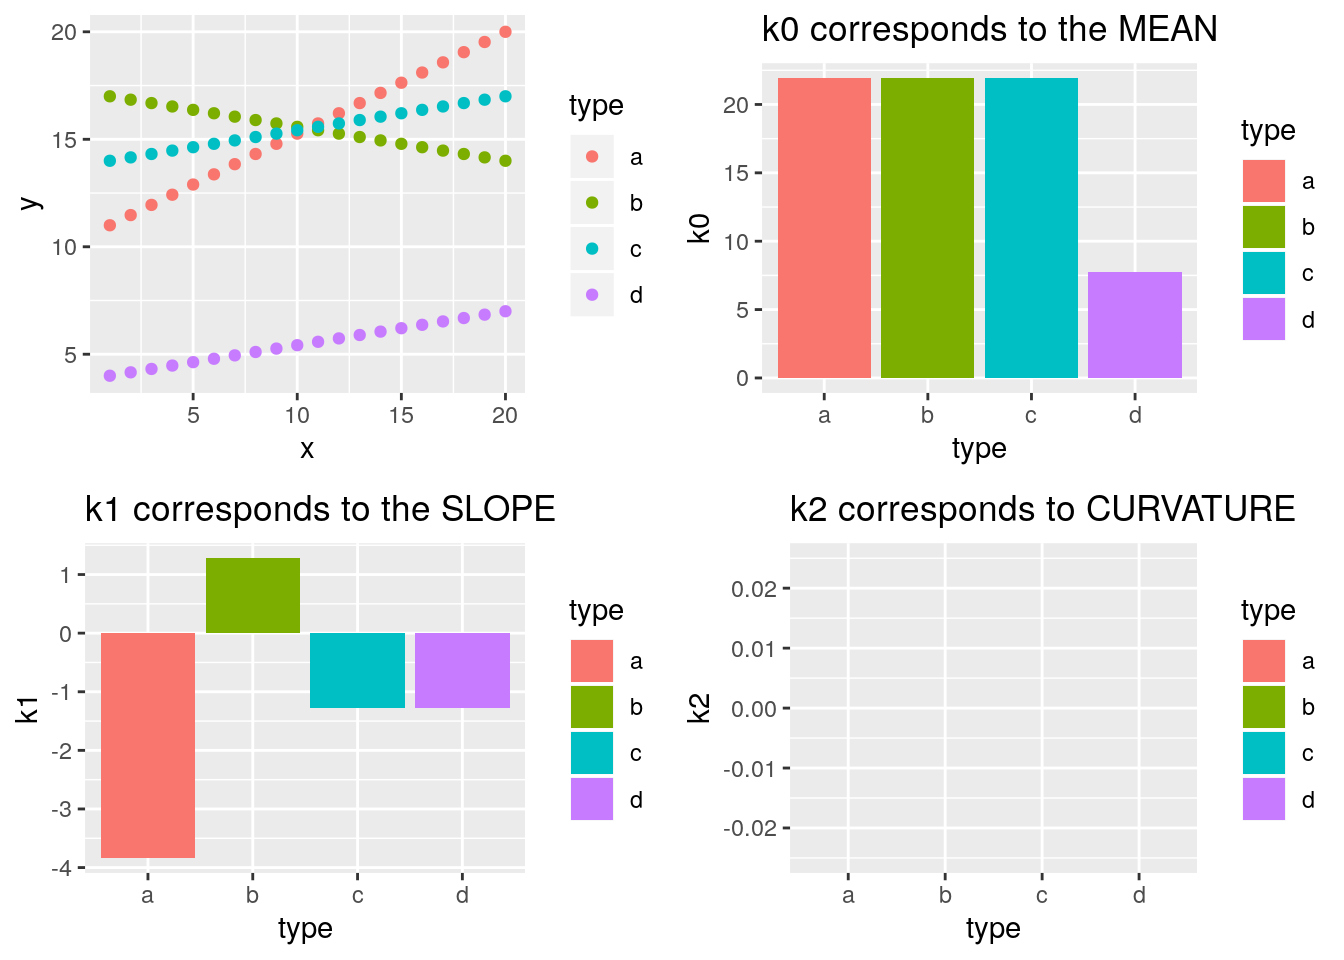 20
15
10
5
y
5 10 15 20
x
type
a
b
c
d
k0 corresponds to the MEAN
20
15
10
5
0
k0
a b c d
type
type
a
b
c
d
k1 corresponds to the SLOPE
1
0
-1
-2
-3
-4
k1
a b c d
type
type
a
b
c
d
k2 corresponds to CURVATURE
0.02
0.01
0.00
-0.01
-0.02
k2
a b c d
type
type
a
b
c
d